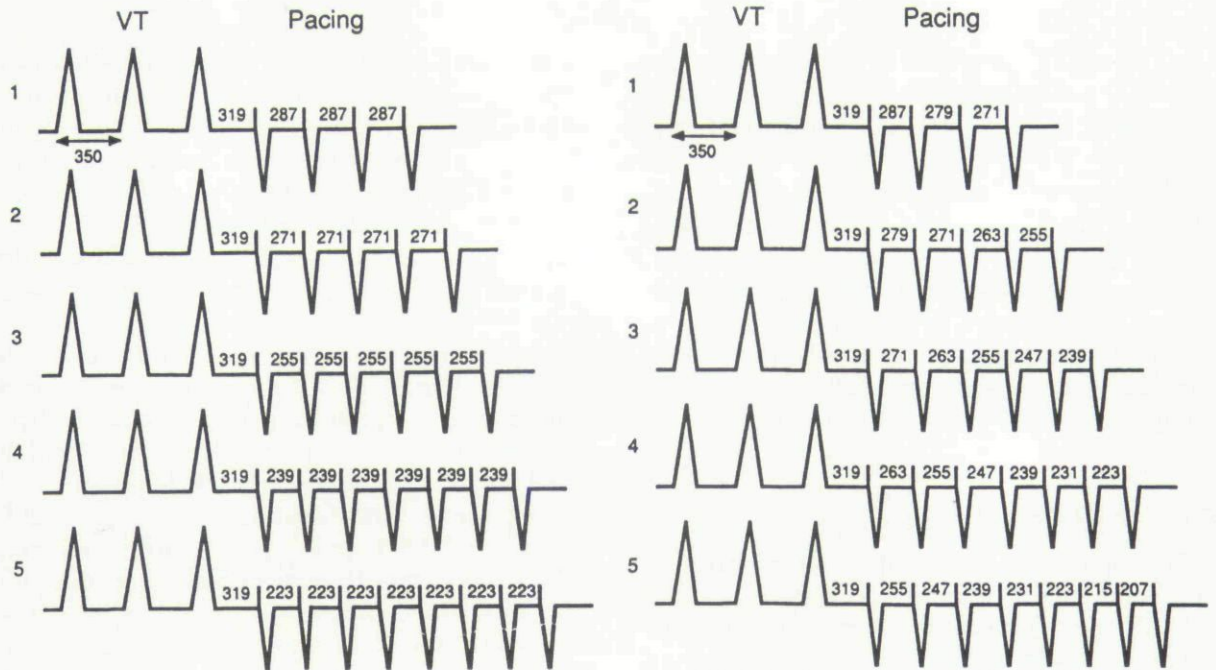 VT Pacing
1 319 287 287 287
350
2 319 271 271 271 271
3 319 255 255 255 255 255
4 319 239 239 239 239 239 239
5 319 223 223 223 223 223 223 223
VT Pacing
1 319 287 279 271
350
2 319 279 271 263 255
3 319 271 263 255 247 239
4 319 263 255 247 239 231 223
5 319 255 247 239 231 223 215 207